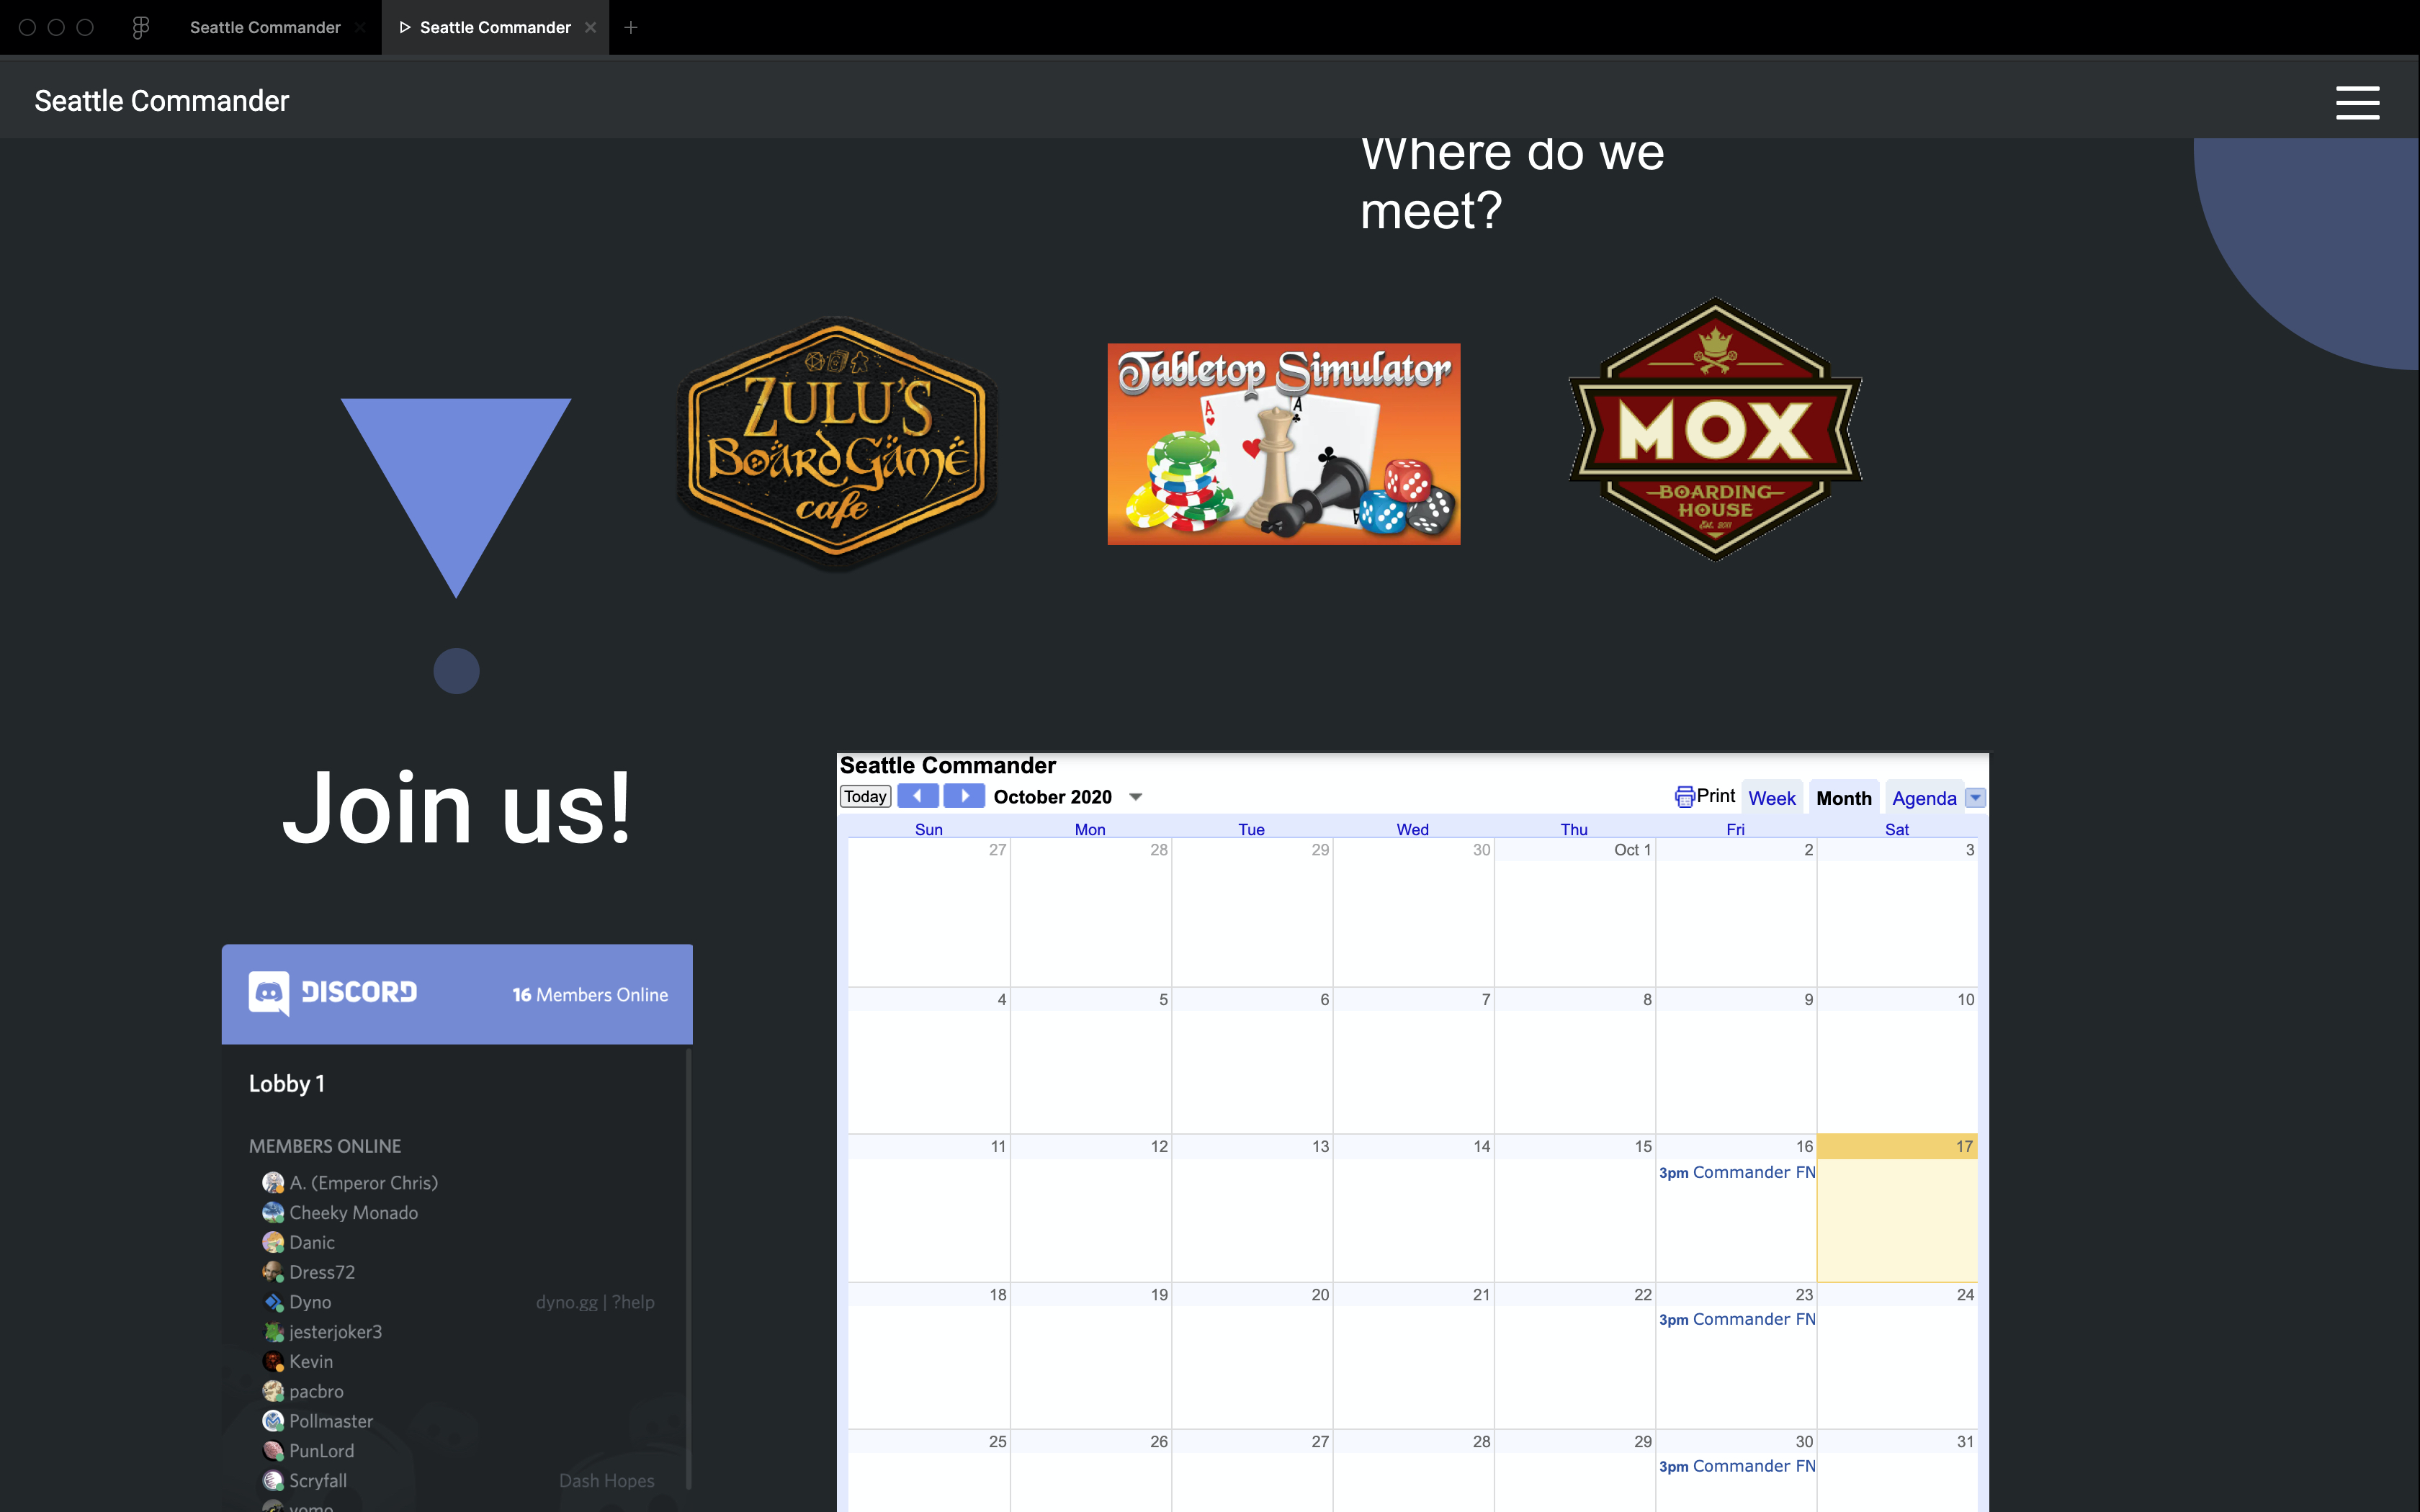 Seattle Commander
Seattle Commander
Seattle Commander
Where do we
meet?
ZULU'S
BoardGame
cafe
Tabletop Simulator
A
A
A
MOX
BOARDING
HOUSE
Est. 2011
Join us!
DISCORD
16 Members Online
Lobby 1
MEMBERS ONLINE
A. (Emperor Chris)
Cheeky Monado
Danic
Dress72
Dyno dyno.gg | ?help
jesterjoker3
Kevin
pacbro
Pollmaster
PunLord
Scryfall Dash Hopes
Seattle Commander
Today October 2020 Print Week Month Agenda
Sun Mon Tue Wed Thu Fri Sat
27 28 29 30 Oct 1 2 3
4 5 6 7 8 9 10
11 12 13 14 15 16 17
3pm Commander FN
18 19 20 21 22 23 24
3pm Commander FN
25 26 27 28 29 30 31
3pm Commander FN